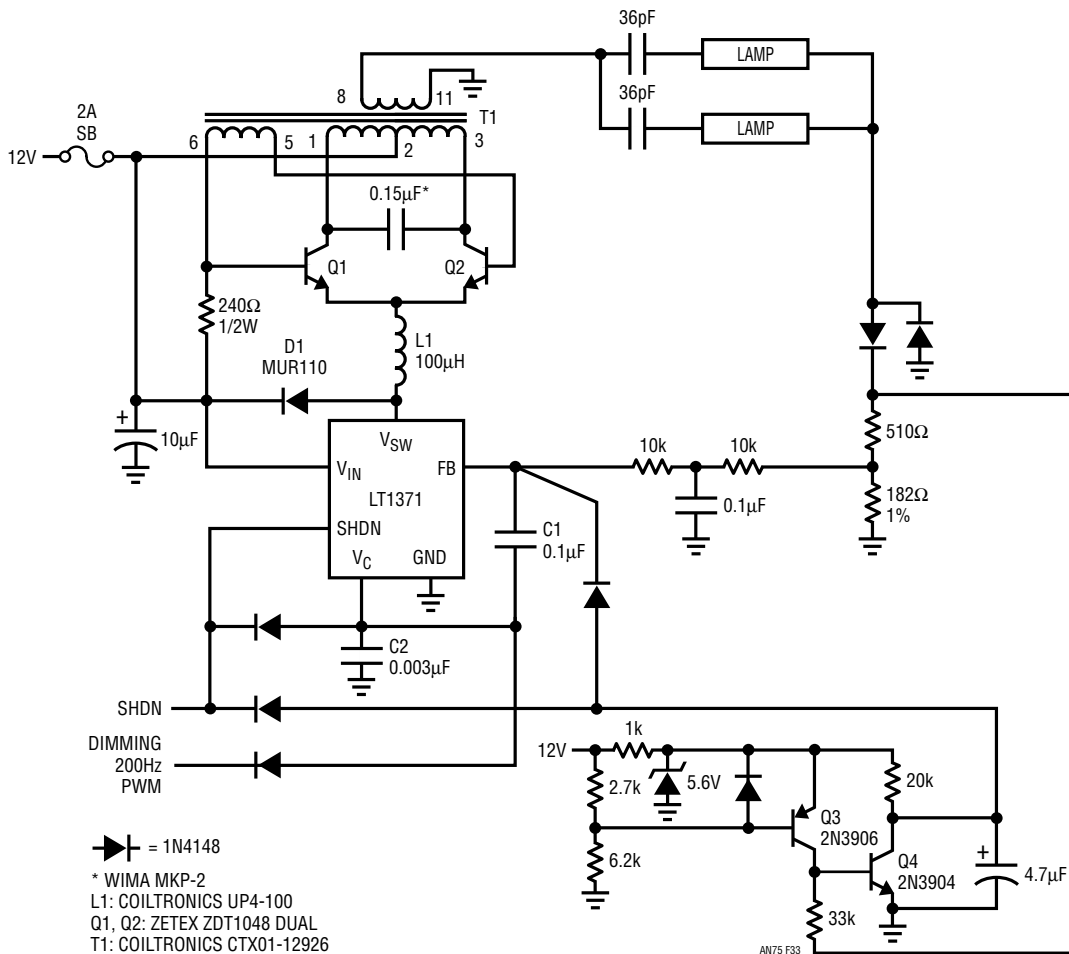 36pF
LAMP
8
11
T1
36pF
LAMP
2A
SB
12V
6
5
1
2
3
0.15µF*
Q1
Q2
240Ω
1/2W
L1
100µH
D1
MUR110
+
10µF
VSW
VIN
FB
LT1371
SHDN
VC
GND
10k
10k
0.1µF
510Ω
182Ω
1%
C1
0.1µF
C2
0.003µF
SHDN
DIMMING
200Hz
PWM
12V
1k
2.7k
5.6V
20k
Q3
2N3906
6.2k
Q4
2N3904
+
4.7µF
33k
= 1N4148
* WIMA MKP-2
L1: COILTRONICS UP4-100
Q1, Q2: ZETEX ZDT1048 DUAL
T1: COILTRONICS CTX01-12926
AN75 F33